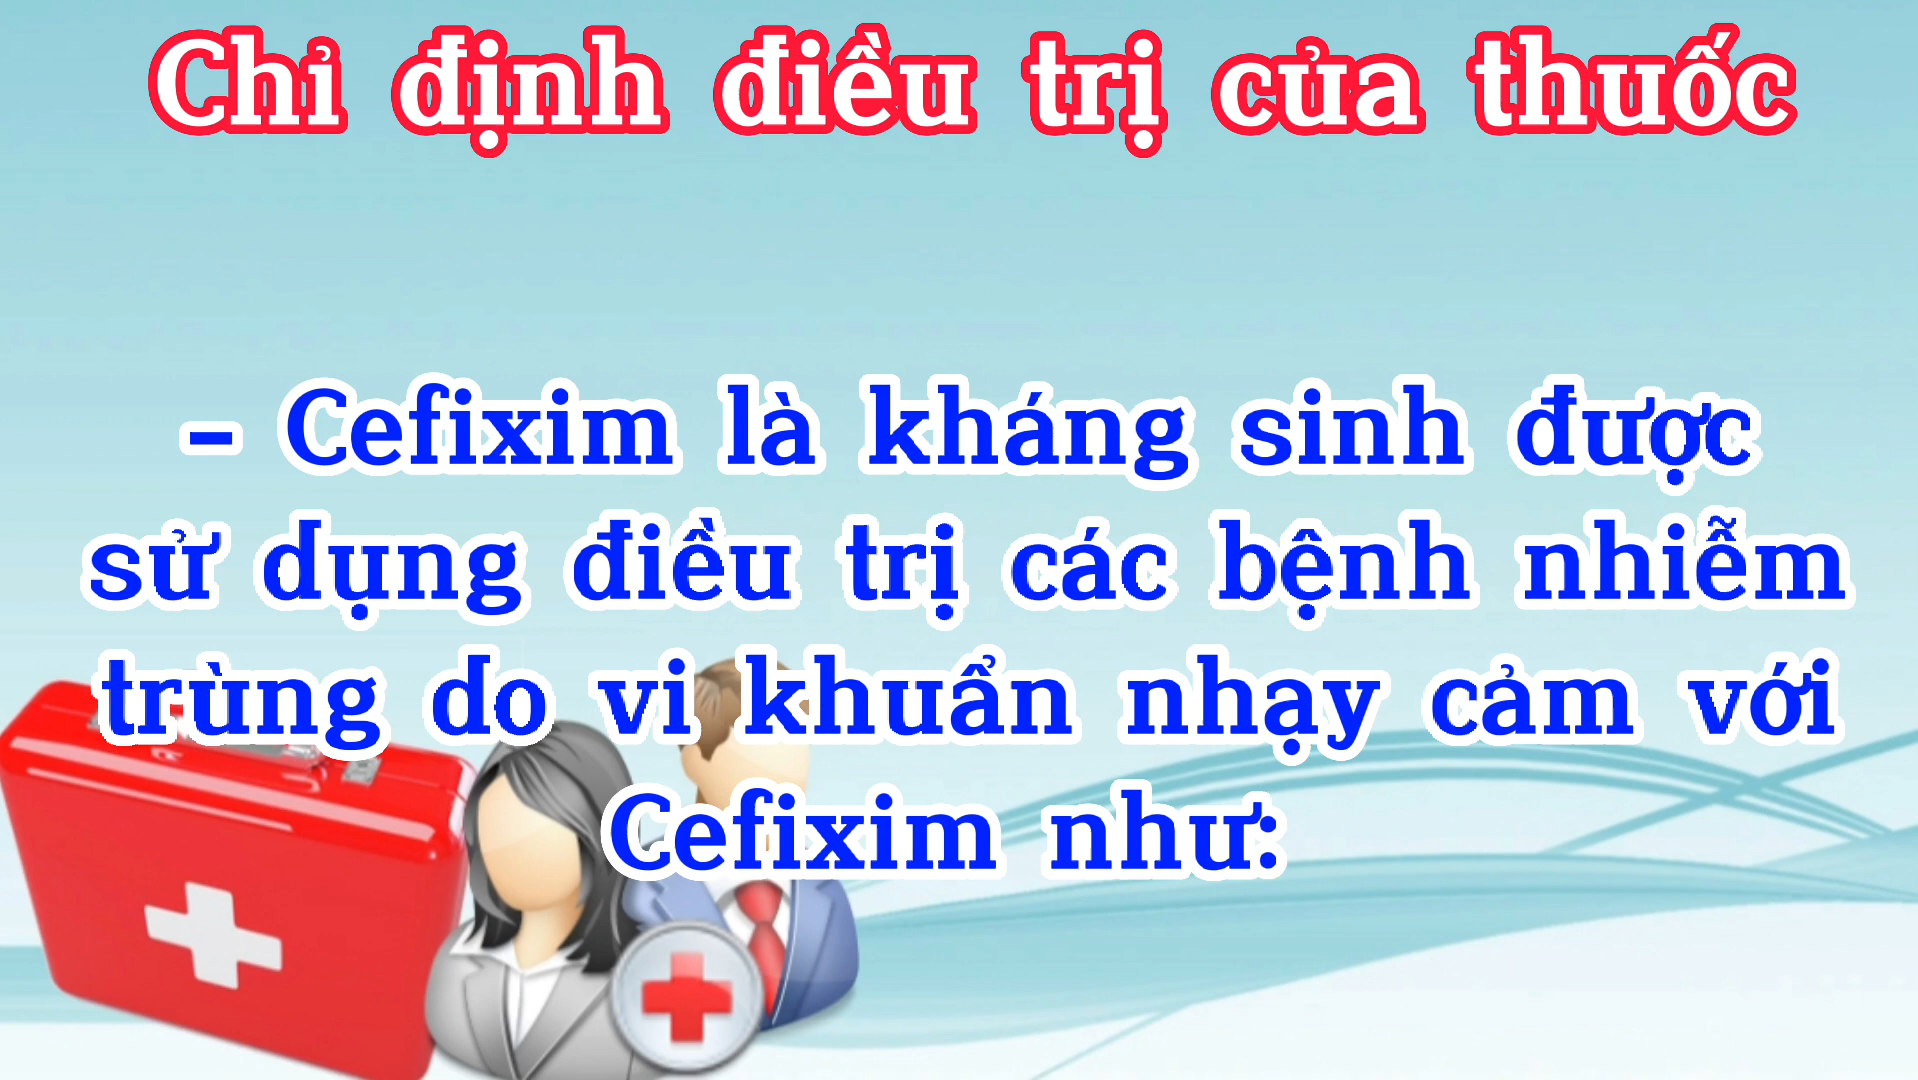 Chỉ định điều trị của thuốc
- Cefixim là kháng sinh được
sử dụng điều trị các bệnh nhiễm
trùng do vi khuẩn nhạy cảm với
Cefixim như: